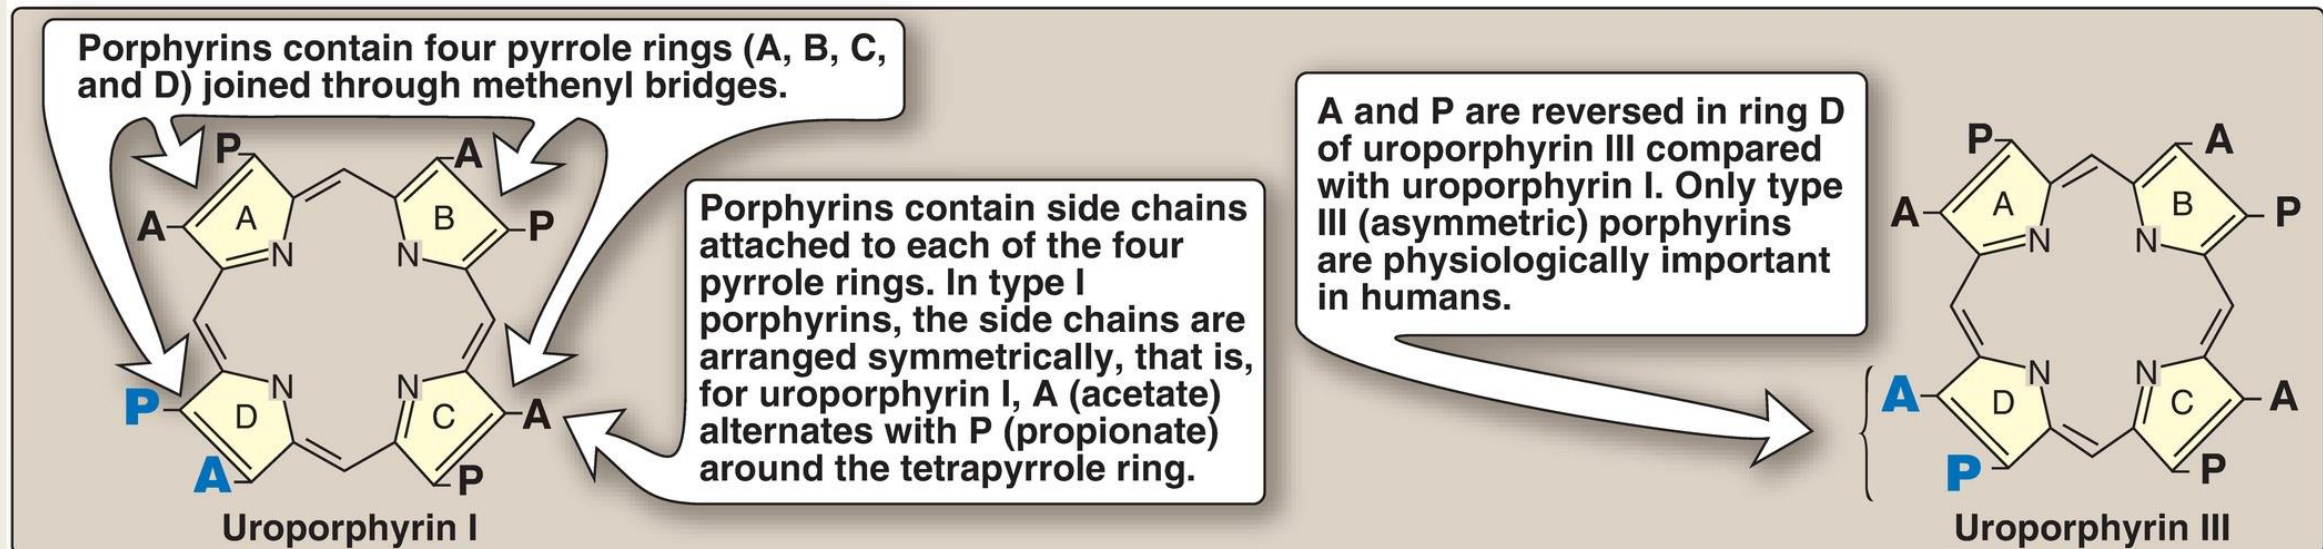 Porphyrins contain four pyrrole rings (A, B, C,
and D) joined through methenyl bridges.
P
A
A
B
A
P
N
N
N
N
P
D
C
A
A
P
Uroporphyrin I
Porphyrins contain side chains
attached to each of the four
pyrrole rings. In type I
porphyrins, the side chains are
arranged symmetrically, that is,
for uroporphyrin I, A (acetate)
alternates with P (propionate)
around the tetrapyrrole ring.
A and P are reversed in ring D
of uroporphyrin III compared
with uroporphyrin I. Only type
III (asymmetric) porphyrins
are physiologically important
in humans.
P
A
A
A
B
P
N
N
N
N
A
D
C
A
P
P
Uroporphyrin III